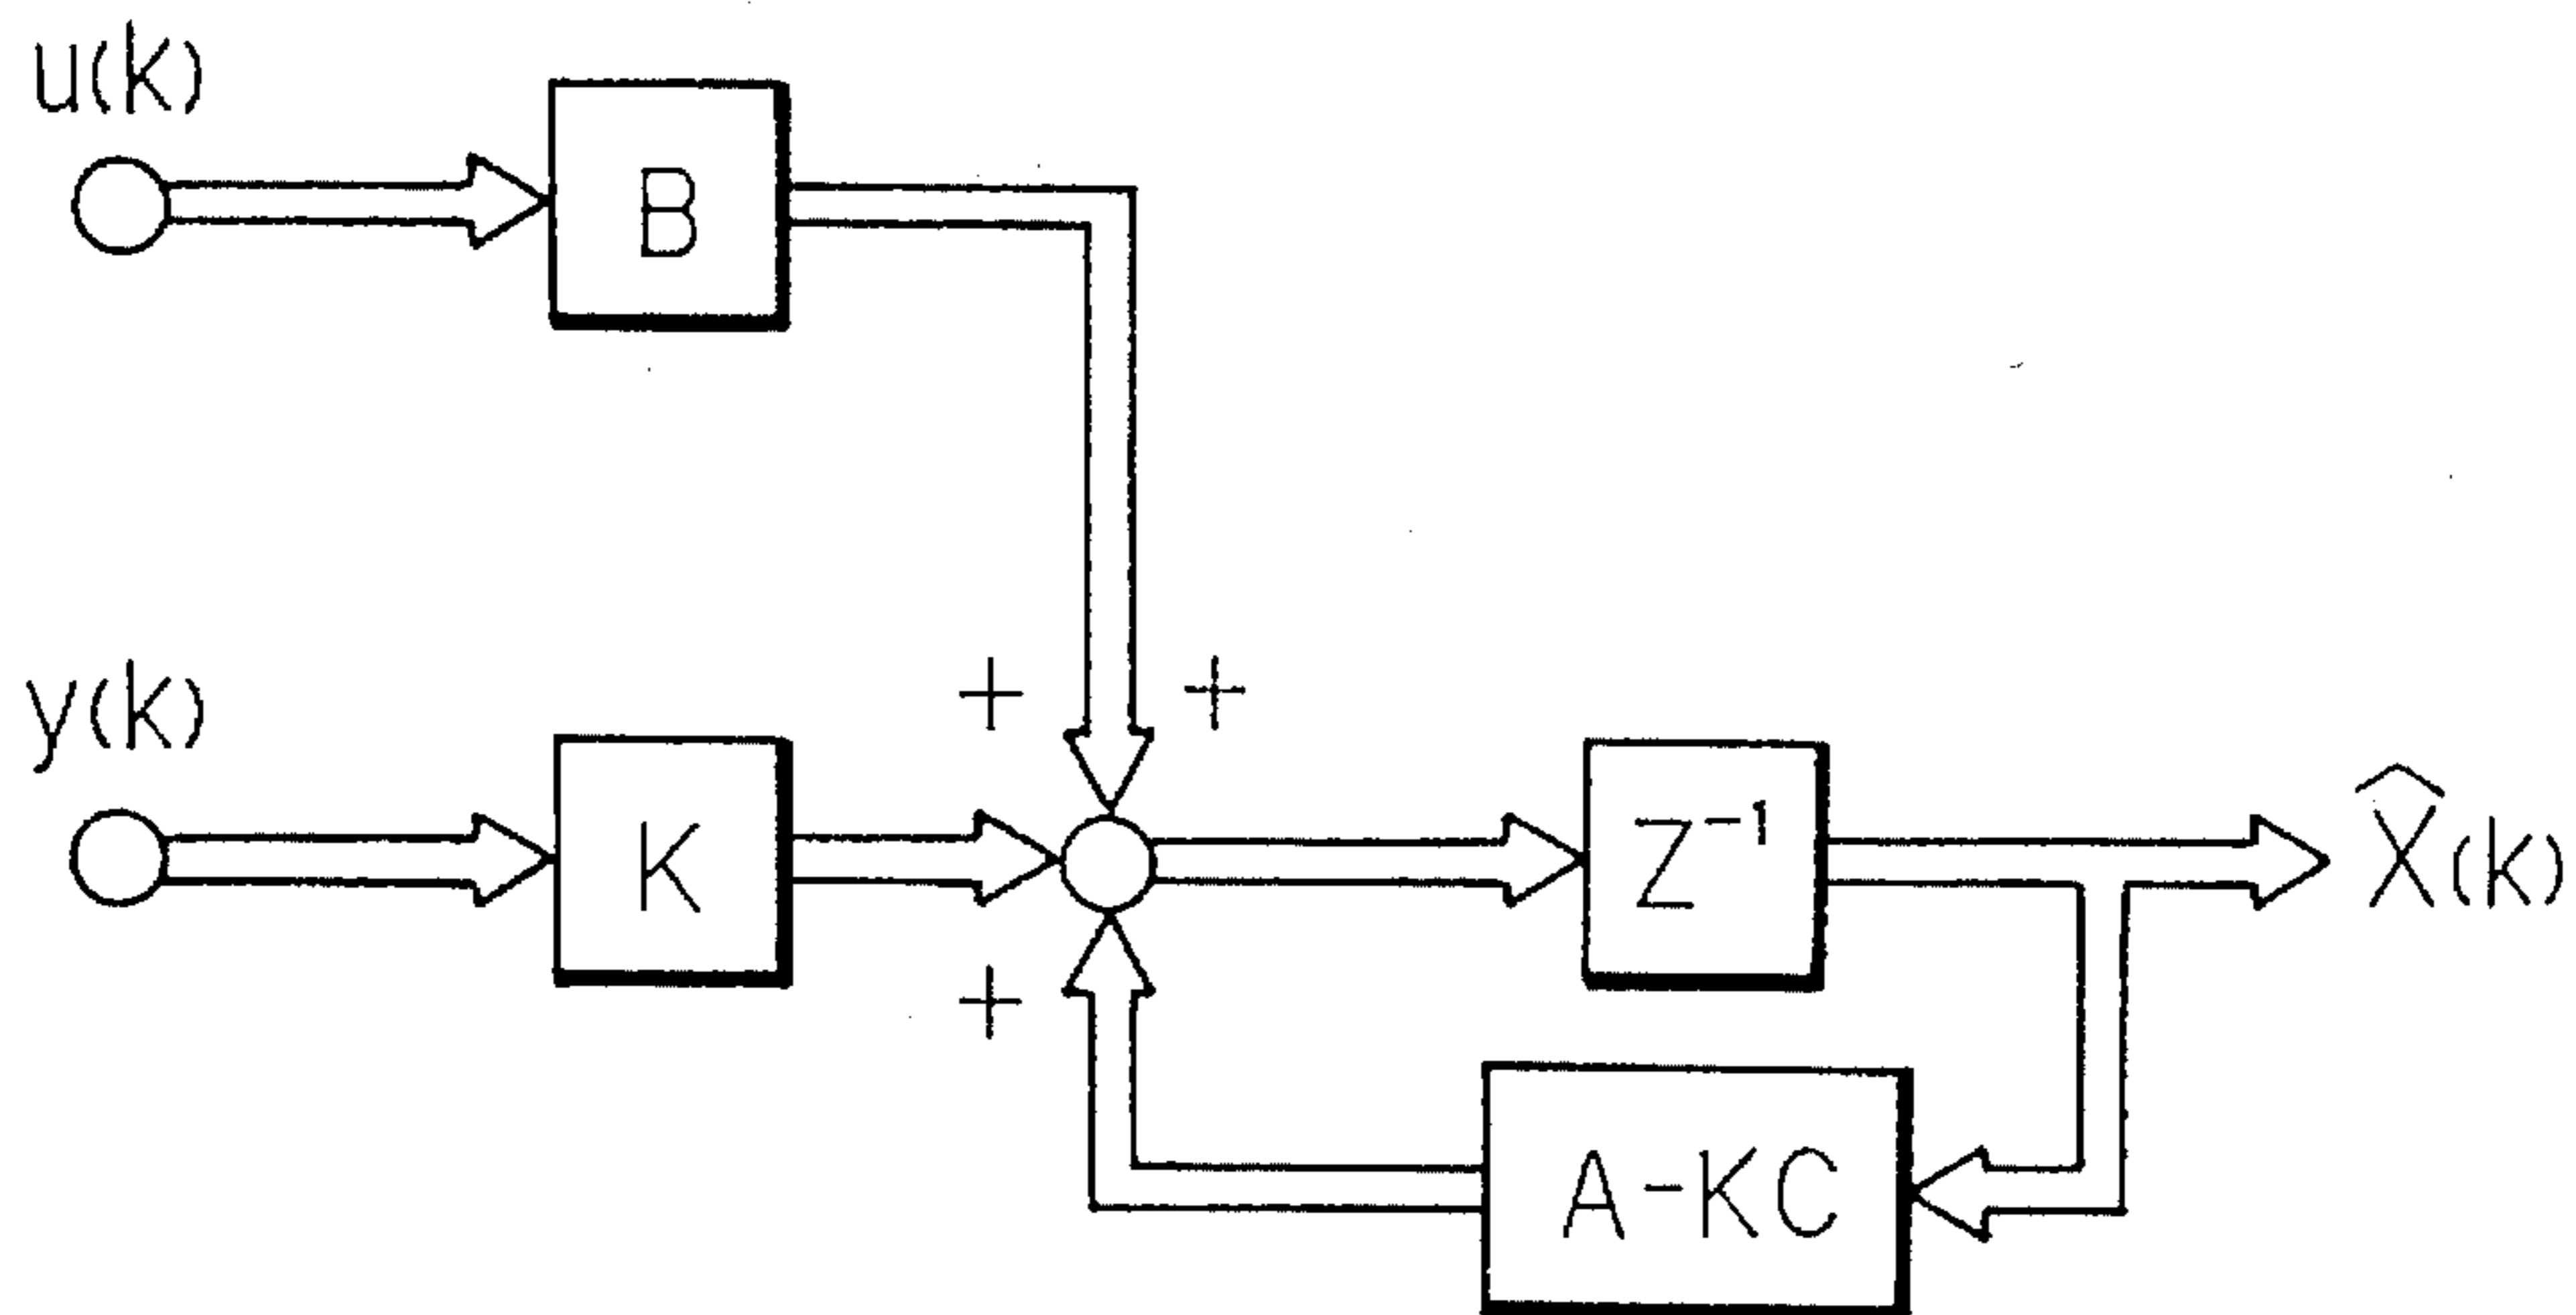 u(k)
B
+ +
y(k)
K
Z⁻¹
X̂(k)
+
A-KC